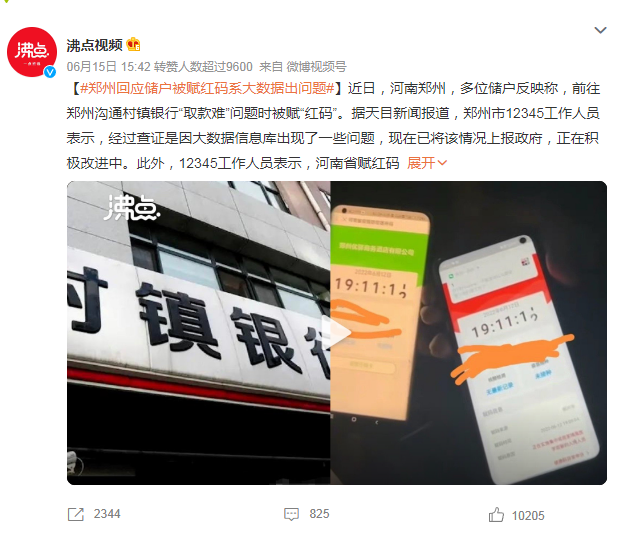 沸点视频
06月15日 15:42 转赞人数超过9600 来自 微博视频号
【#郑州回应储户被赋红码系大数据出问题#】近日，河南郑州，多位储户反映称，前往
郑州沟通村镇银行“取款难”问题时被赋“红码”。据天目新闻报道，郑州市12345工作人员
表示，经过查证是因大数据信息库出现了一些问题，现在已将该情况上报政府，正在积
极改进中。此外，12345工作人员表示，河南省赋红码 展开
沸点
沸点
村镇银行
19:11:12
19:11:12
2344
825
10205